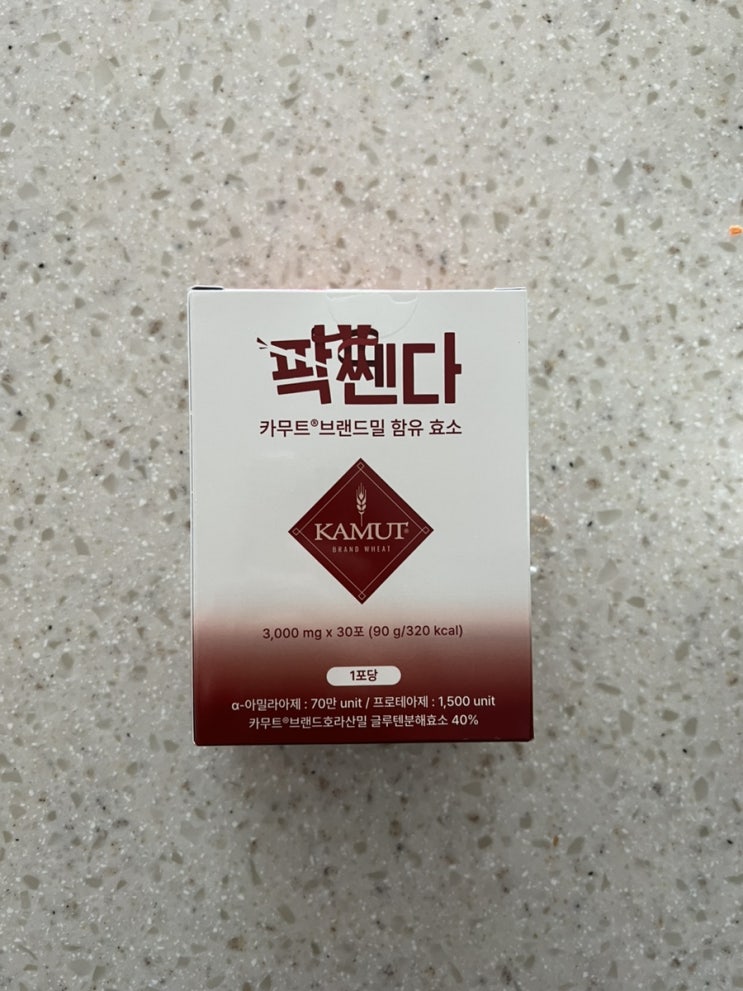 팍쎈다
카무트®브랜드밀 함유 효소
KAMUT®
BRAND WHEAT
3,000 mg x 30포 (90 g/320 kcal)
1포당
α-아밀라아제 : 70만 unit / 프로테아제 : 1,500 unit
카무트®브랜드호라산밀 글루텐분해효소 40%